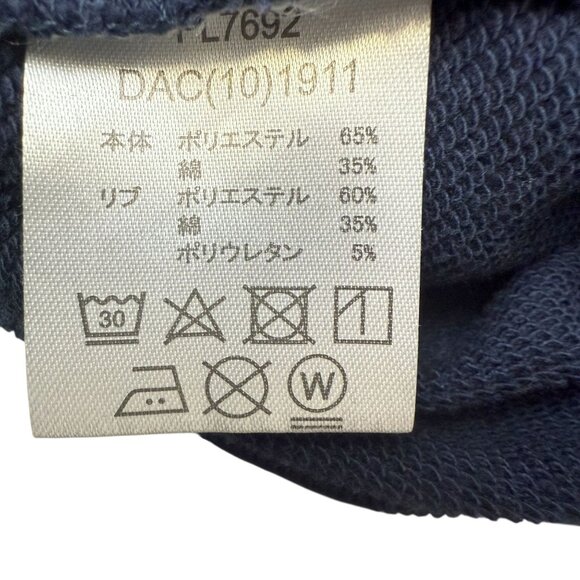 PL7692
DAC(10)1911
本体 ポリエステル 65%
綿 35%
リブ ポリエステル 60%
綿 35%
ポリウレタン 5%
30
W